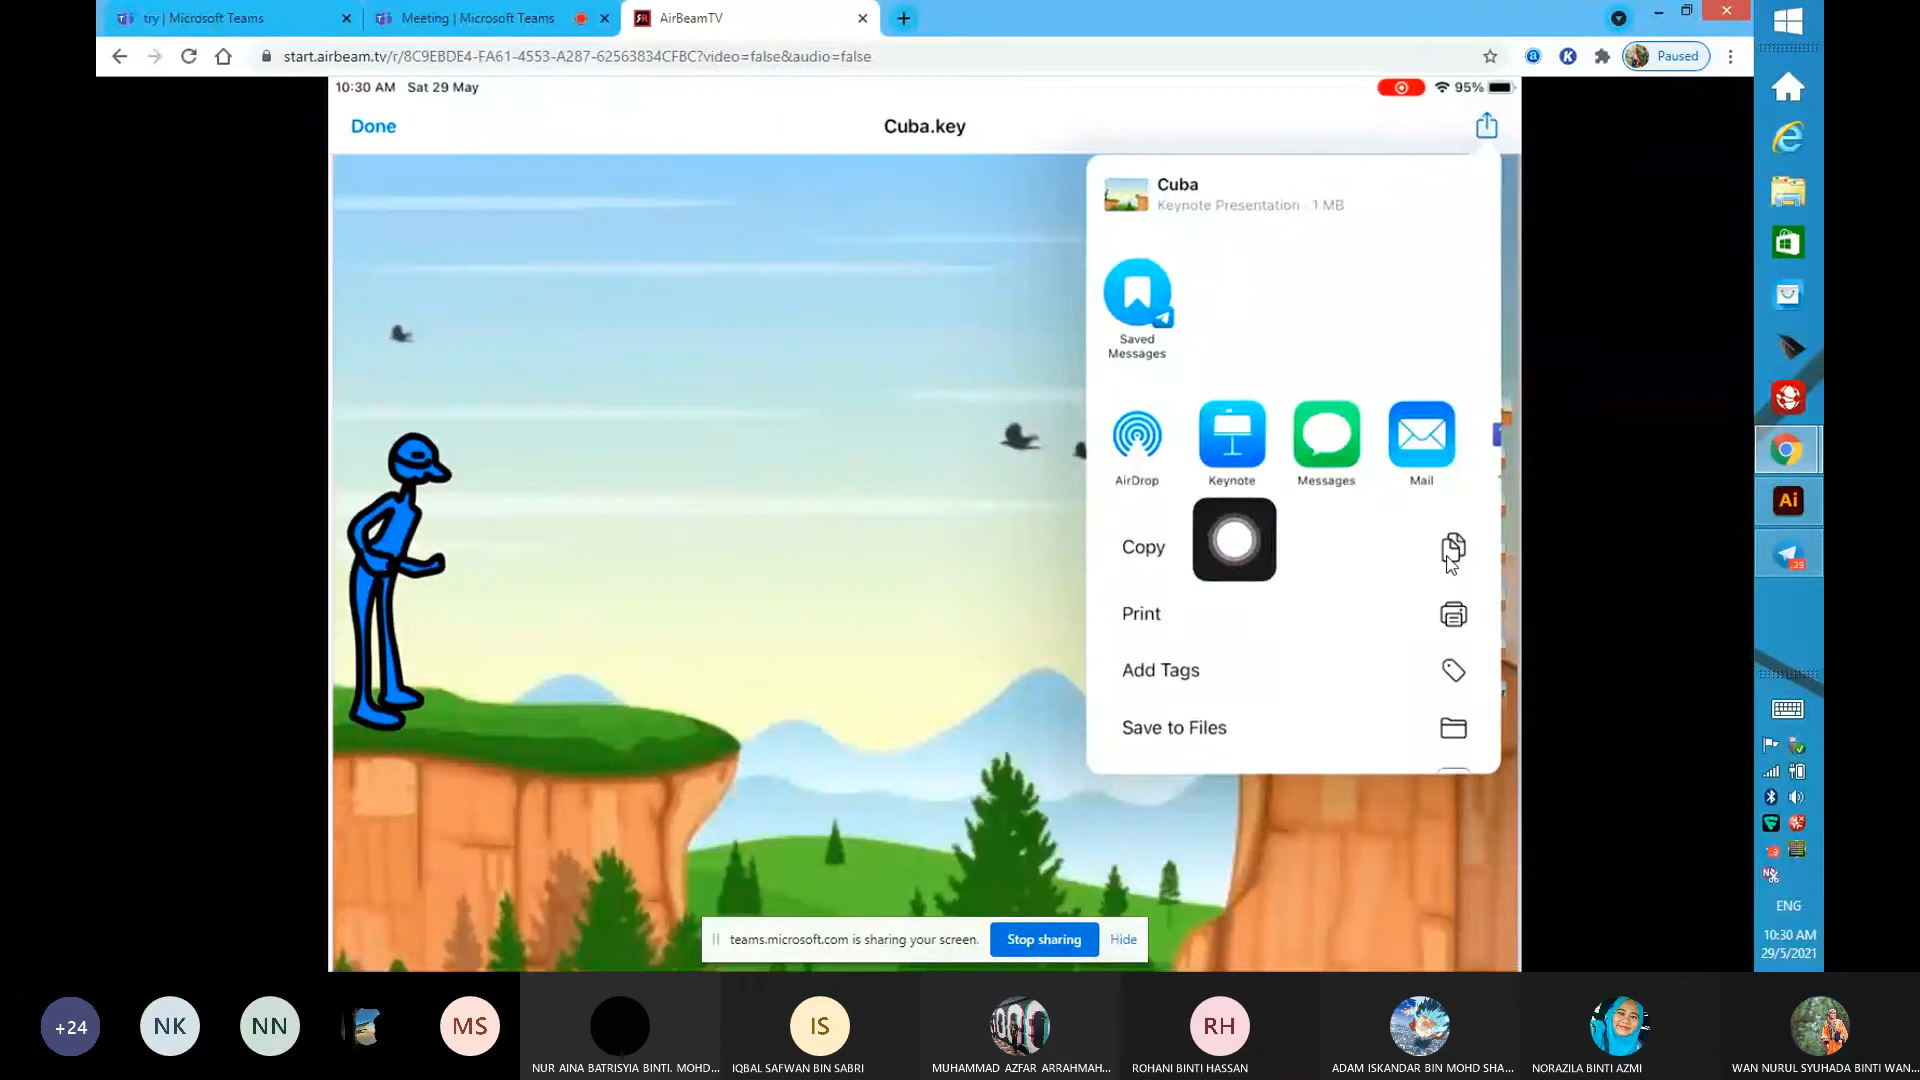 try | Microsoft Teams
Meeting | Microsoft Teams
AirBeamTV
start.airbeam.tv/r/8C9EBDE4-FA61-4553-A287-62563834CFBC?video=false&audio=false
Paused
10:30 AM Sat 29 May
95%
Done
Cuba.key
Cuba
Keynote Presentation · 1 MB
Saved
Messages
AirDrop
Keynote
Messages
Mail
Copy
Print
Add Tags
Save to Files
teams.microsoft.com is sharing your screen.
Stop sharing
Hide
Ai
29
ENG
10:30 AM
29/5/2021
+24
NK
NN
MS
IS
RH
NUR AINA BATRISYIA BINTI. MOHD...
IQBAL SAFWAN BIN SABRI
MUHAMMAD AZFAR ARRAHMAH...
ROHANI BINTI HASSAN
ADAM ISKANDAR BIN MOHD SHA...
NORAZILA BINTI AZMI
WAN NURUL SYUHADA BINTI WAN...